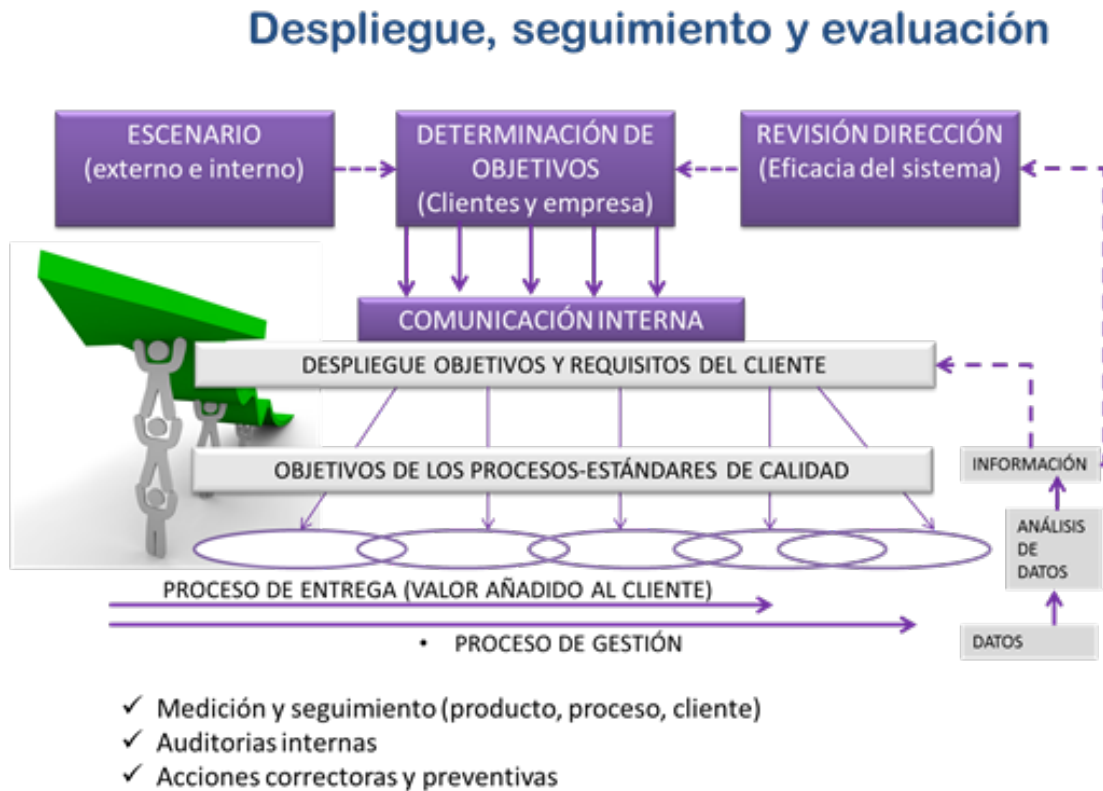 Despliegue, seguimiento y evaluación
ESCENARIO
(externo e interno)
DETERMINACIÓN DE
OBJETIVOS
(Clientes y empresa)
REVISIÓN DIRECCIÓN
(Eficacia del sistema)
COMUNICACIÓN INTERNA
DESPLIEGUE OBJETIVOS Y REQUISITOS DEL CLIENTE
OBJETIVOS DE LOS PROCESOS-ESTÁNDARES DE CALIDAD
INFORMACIÓN
ANÁLISIS
DE
DATOS
DATOS
PROCESO DE ENTREGA (VALOR AÑADIDO AL CLIENTE)
• PROCESO DE GESTIÓN
✓ Medición y seguimiento (producto, proceso, cliente)
✓ Auditorias internas
✓ Acciones correctoras y preventivas